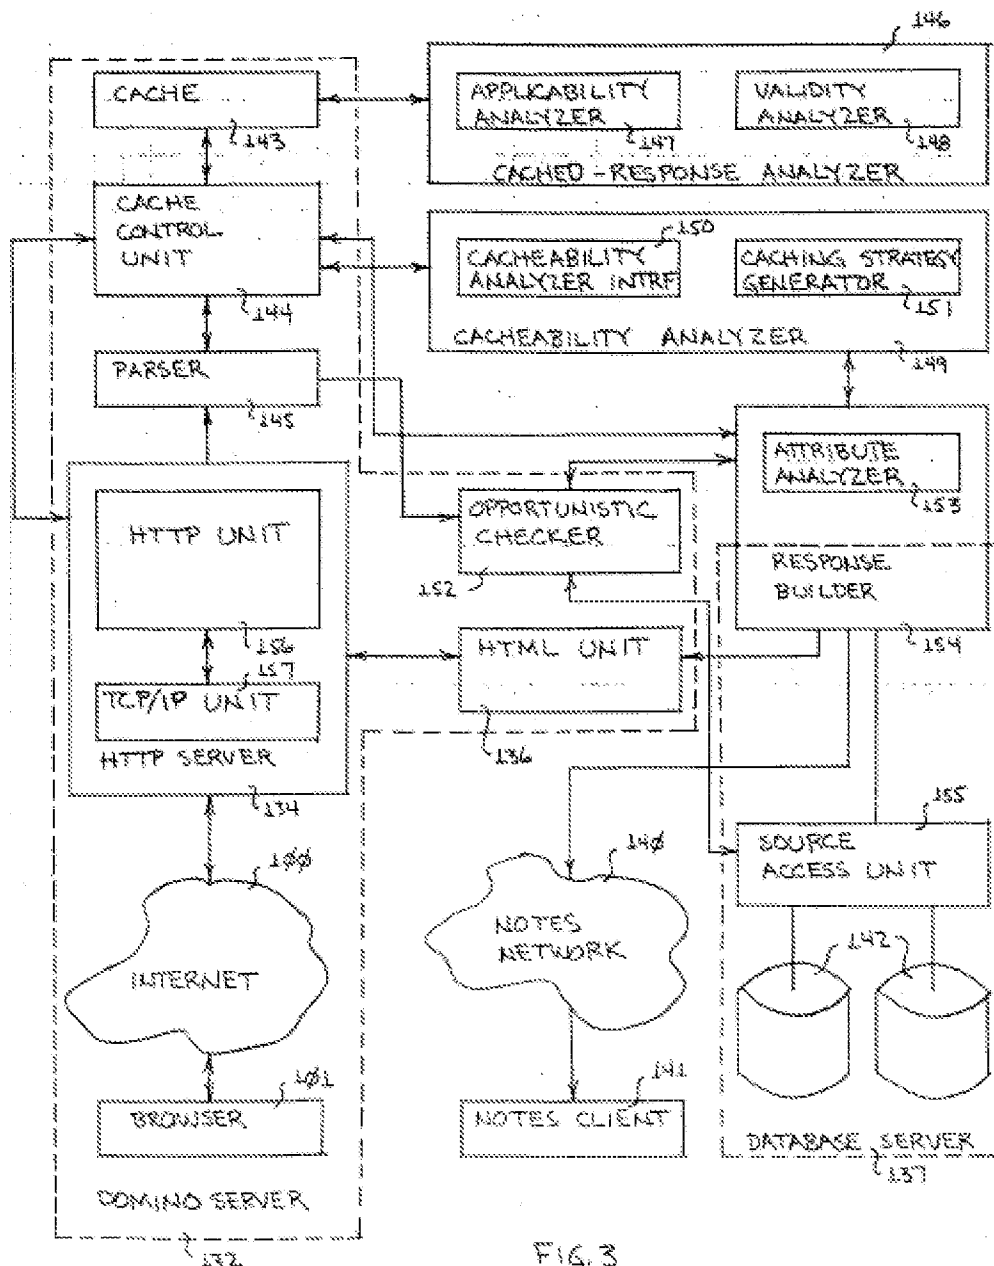 146
CACHE
143
APPLICABILITY
ANALYZER
147
VALIDITY
ANALYZER
148
CACHED-RESPONSE ANALYZER
CACHE
CONTROL
UNIT
144
150
CACHEABILITY
ANALYZER INTRF
CACHING STRATEGY
GENERATOR
151
CACHEABILITY ANALYZER
149
PARSER
145
ATTRIBUTE
ANALYZER
153
HTTP UNIT
156
OPPORTUNISTIC
CHECKER
152
RESPONSE
BUILDER
154
HTML UNIT
136
157
TCP/IP UNIT
HTTP SERVER
134
155
SOURCE
ACCESS UNIT
100
INTERNET
140
NOTES
NETWORK
142
101
BROWSER
141
NOTES CLIENT
DATABASE SERVER
137
DOMINO SERVER
132
FIG. 3